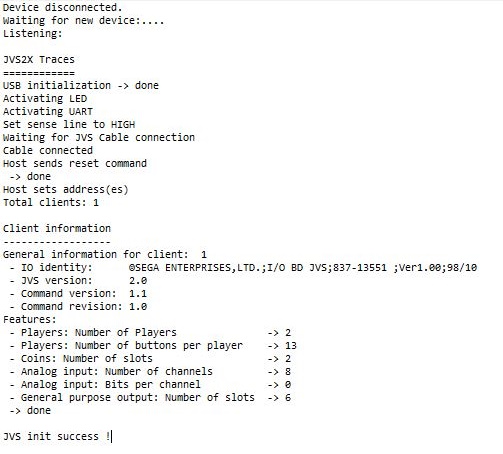 Device disconnected.
Waiting for new device:....
Listening:
JVS2X Traces
============
USB initialization -> done
Activating LED
Activating UART
Set sense line to HIGH
Waiting for JVS Cable connection
Cable connected
Host sends reset command
-> done
Host sets address(es)
Total clients: 1
Client information
------------------
General information for client:  1
- IO identity:      @SEGA ENTERPRISES,LTD.;I/O BD JVS;837-13551 ;Ver1.00;98/10
- JVS version:      2.0
- Command version:  1.1
- Command revision: 1.0
Features:
- Players: Number of Players              -> 2
- Players: Number of buttons per player   -> 13
- Coins: Number of slots                  -> 2
- Analog input: Number of channels        -> 8
- Analog input: Bits per channel          -> 0
- General purpose output: Number of slots -> 6
-> done
JVS init success !